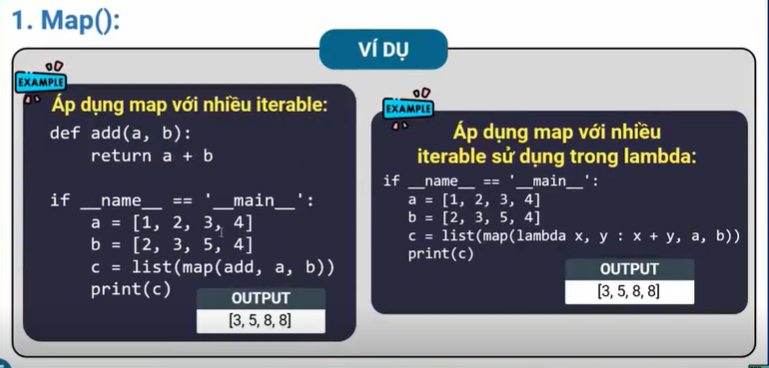 1. Map():
VÍ DỤ
EXAMPLE
Áp dụng map với nhiều iterable:
def add(a, b):
    return a + b
if __name__ == '__main__':
    a = [1, 2, 3, 4]
    b = [2, 3, 5, 4]
    c = list(map(add, a, b))
    print(c)
OUTPUT
[3, 5, 8, 8]
EXAMPLE
Áp dụng map với nhiều
iterable sử dụng trong lambda:
if __name__ == '__main__':
    a = [1, 2, 3, 4]
    b = [2, 3, 5, 4]
    c = list(map(lambda x, y : x + y, a, b))
    print(c)
OUTPUT
[3, 5, 8, 8]